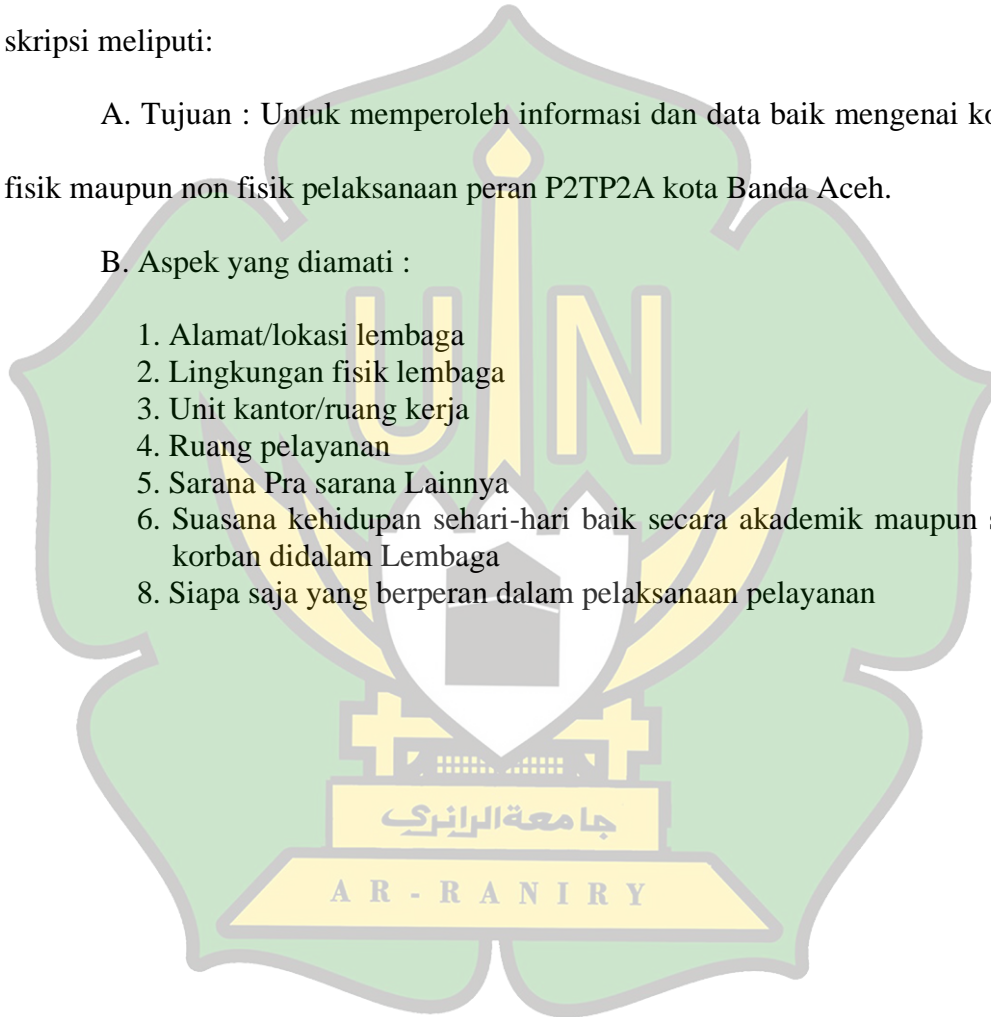 skripsi meliputi:
A. Tujuan : Untuk memperoleh informasi dan data baik mengenai ko
fisik maupun non fisik pelaksanaan peran P2TP2A kota Banda Aceh.
B. Aspek yang diamati :
1. Alamat/lokasi lembaga
2. Lingkungan fisik lembaga
3. Unit kantor/ruang kerja
4. Ruang pelayanan
5. Sarana Pra sarana Lainnya
6. Suasana kehidupan sehari-hari baik secara akademik maupun s
korban didalam Lembaga
8. Siapa saja yang berperan dalam pelaksanaan pelayanan
UIN
جامعة الرانري
AR-RANIRY